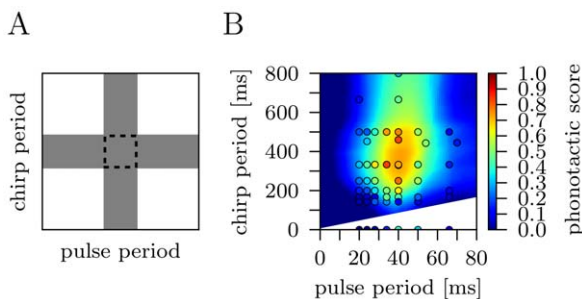 A
chirp period
pulse period
B
chirp period [ms]
800
600
400
200
0
0 20 40 60 80
pulse period [ms]
1.0
0.9
0.8
0.7
0.6
0.5
0.4
0.3
0.2
0.1
0.0
phonotactic score